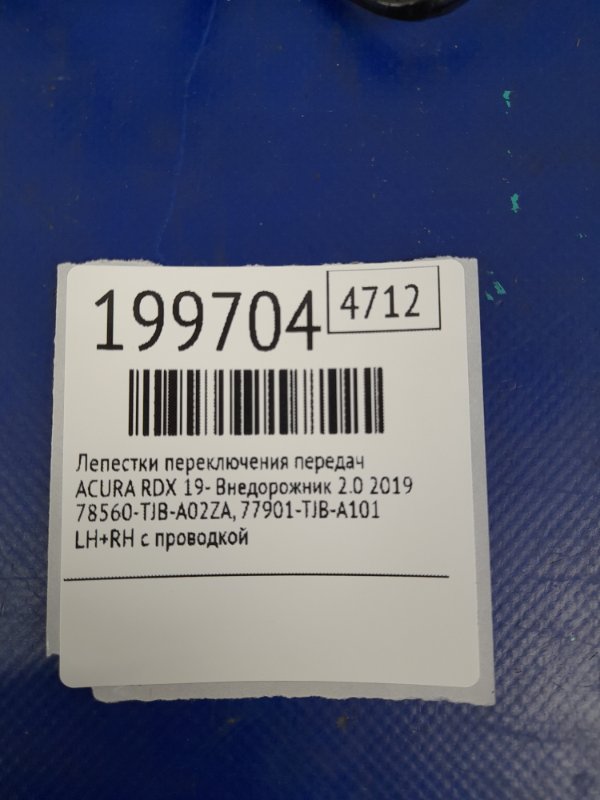 199704
4712
Лепестки переключения передач
ACURA RDX 19- Внедорожник 2.0 2019
78560-TJB-A02ZA, 77901-TJB-A101
LH+RH с проводкой